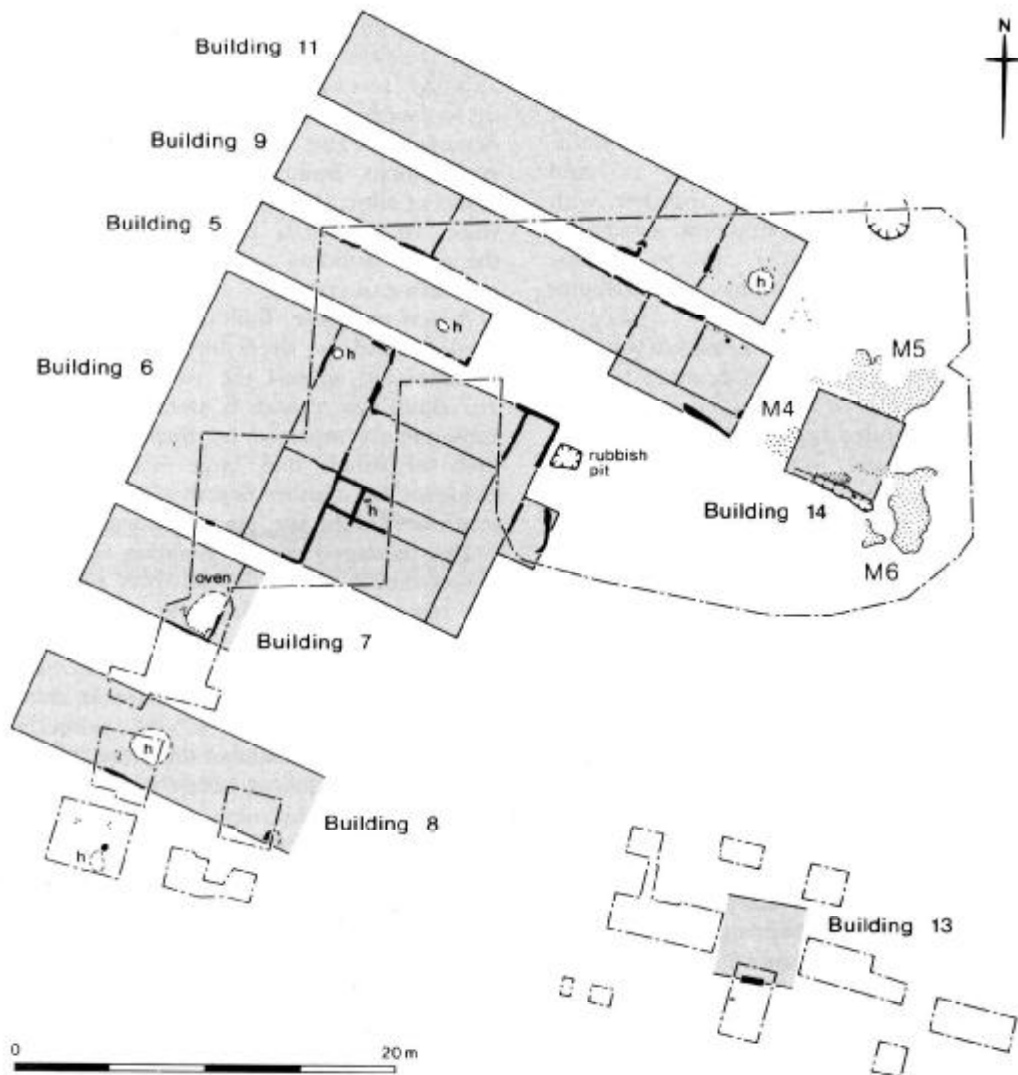 N
Building 11
Building 9
Building 5
h
h
Building 6
h
M5
M4
rubbish
pit
h
Building 14
M6
oven
Building 7
h
Building 8
h
Building 13
0
20 m